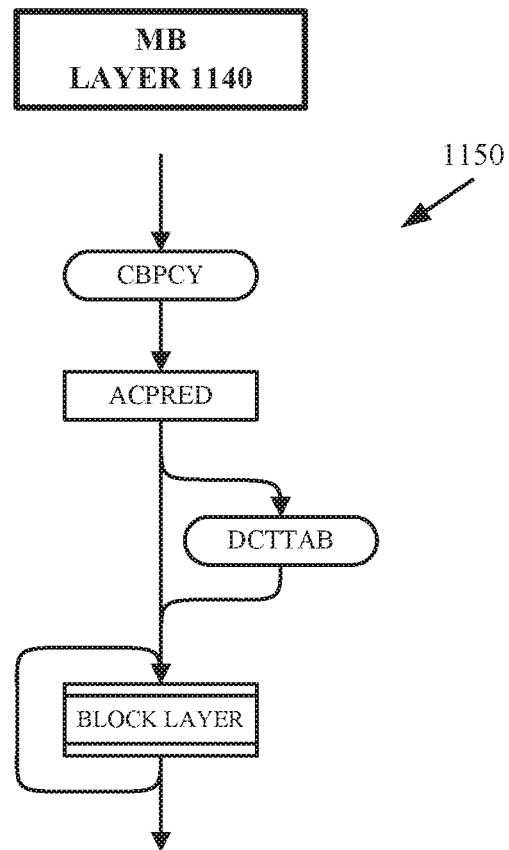 MB
LAYER 1140
1150
CBPCY
ACPRED
DCTTAB
BLOCK LAYER